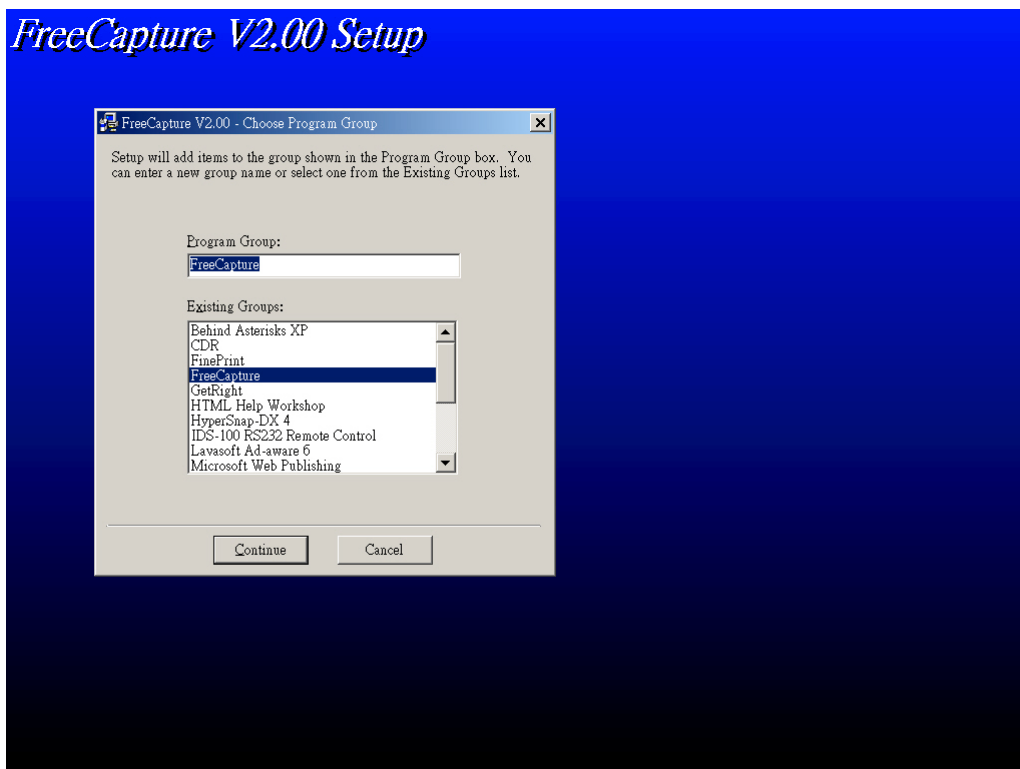 FreeCapture V2.00 Setup
FreeCapture V2.00 - Choose Program Group
Setup will add items to the group shown in the Program Group box. You
can enter a new group name or select one from the Existing Groups list.
Program Group:
FreeCapture
Existing Groups:
Behind Asterisks XP
CDR
FinePrint
FreeCapture
GetRight
HTML Help Workshop
HyperSnap-DX 4
IDS-100 RS232 Remote Control
Lavasoft Ad-aware 6
Microsoft Web Publishing
Continue
Cancel